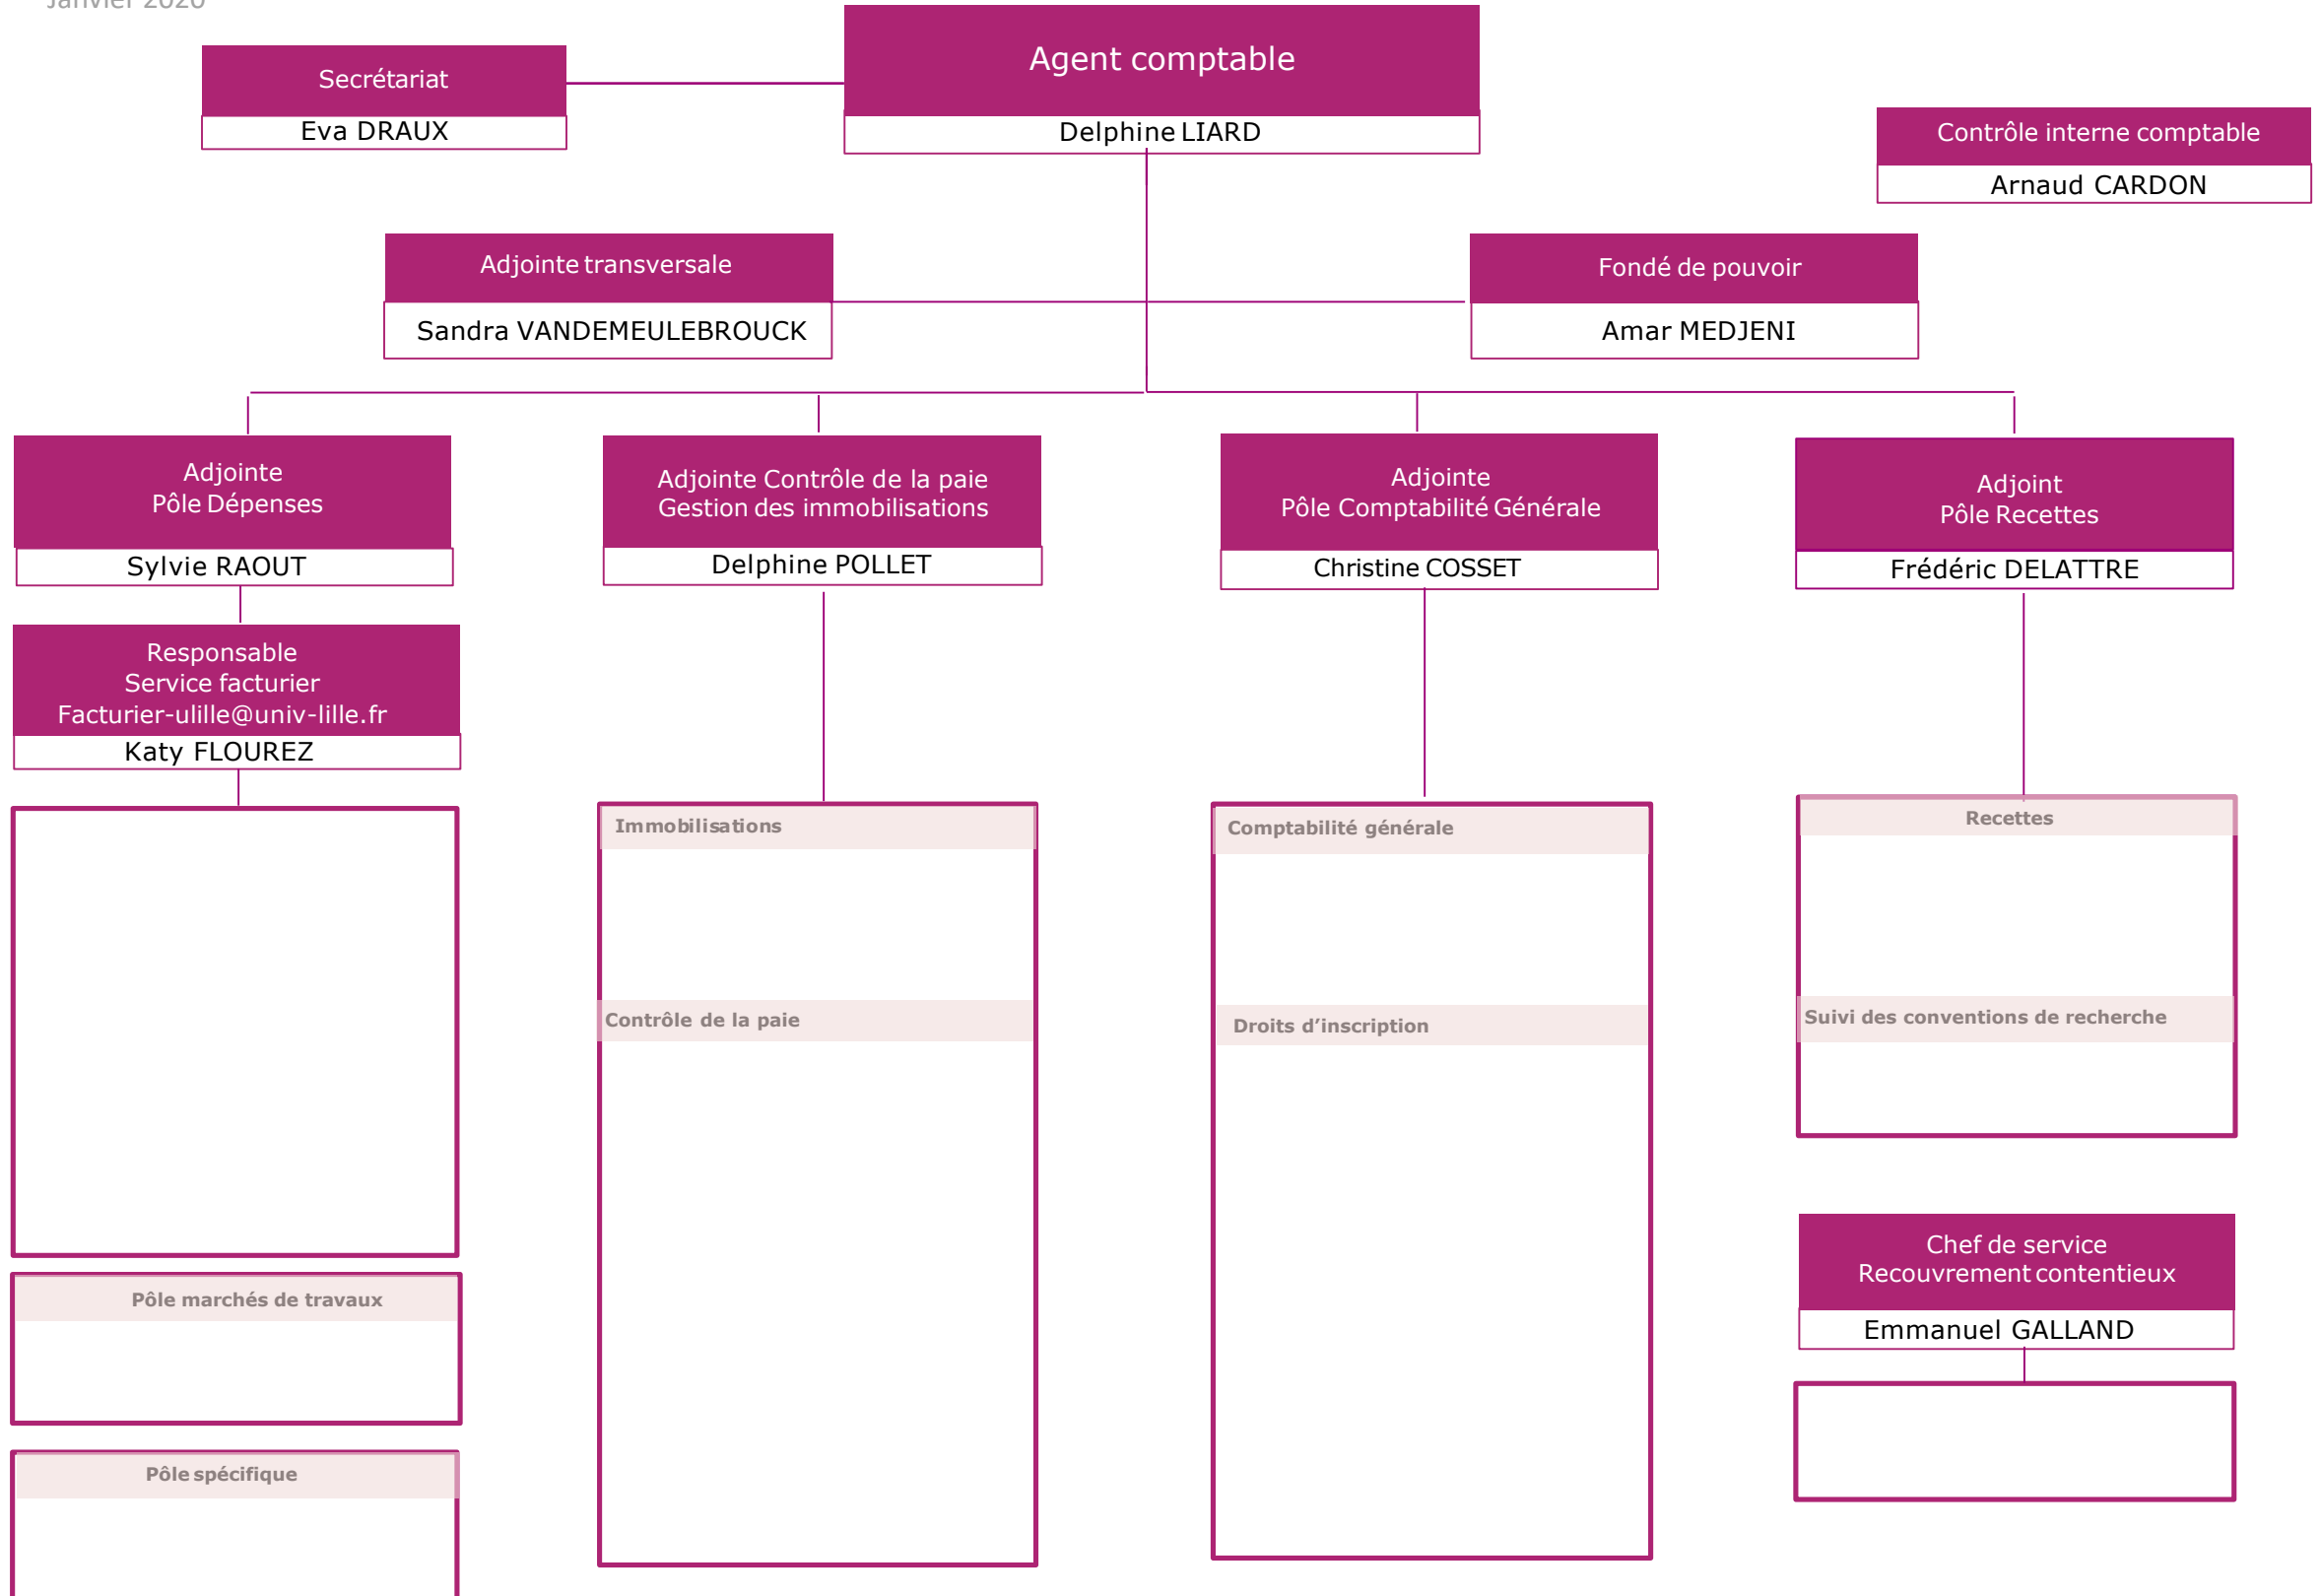 Janvier 2020
Agent comptable
Delphine LIARD
Secrétariat
Eva DRAUX
Contrôle interne comptable
Arnaud CARDON
Adjointe transversale
Sandra VANDEMEULEBROUCK
Fondé de pouvoir
Amar MEDJENI
Adjointe
Pôle Dépenses
Sylvie RAOUT
Adjointe Contrôle de la paie
Gestion des immobilisations
Delphine POLLET
Adjointe
Pôle Comptabilité Générale
Christine COSSET
Adjoint
Pôle Recettes
Frédéric DELATTRE
Responsable
Service facturier
Facturier-ulille@univ-lille.fr
Katy FLOUREZ
Immobilisations
Contrôle de la paie
Comptabilité générale
Droits d’inscription
Recettes
Suivi des conventions de recherche
Chef de service
Recouvrement contentieux
Emmanuel GALLAND
Pôle marchés de travaux
Pôle spécifique